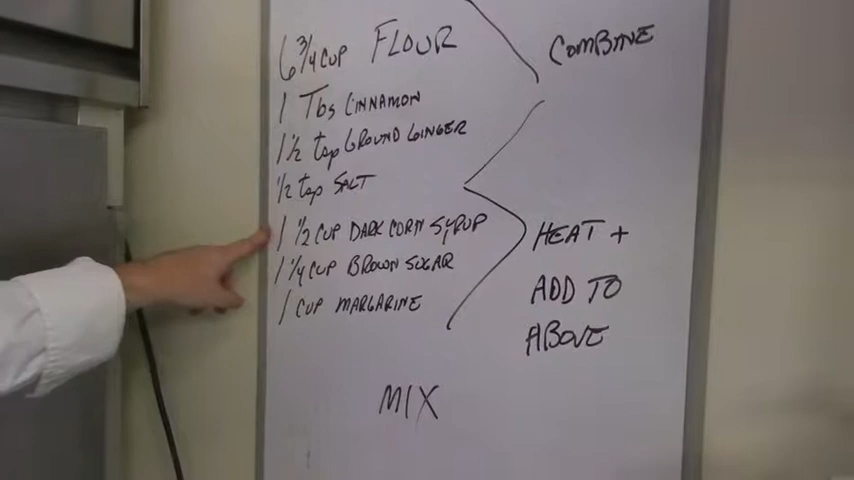 6 3/4 CUP FLOUR
1 Tbs CINNAMON
1 1/2 tsp GROUND GINGER
1/2 tsp SALT
COMBINE
1 1/2 CUP DARK CORN SYRUP
1 1/4 CUP BROWN SUGAR
1 CUP MARGARINE
HEAT +
ADD TO
ABOVE
MIX